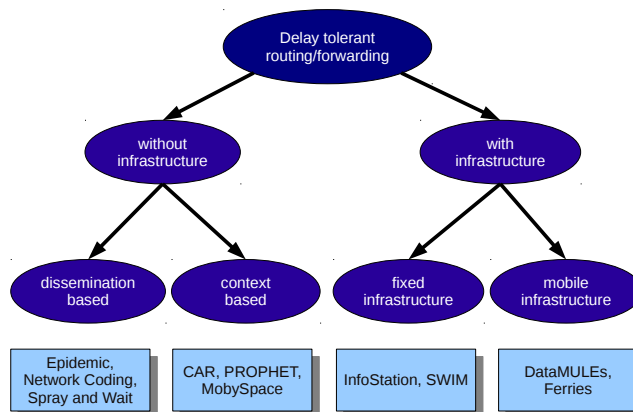 Delay tolerant
routing/forwarding
without
infrastructure
with
infrastructure
dissemination
based
context
based
fixed
infrastructure
mobile
infrastructure
Epidemic,
Network Coding,
Spray and Wait
CAR, PROPHET,
MobySpace
InfoStation, SWIM
DataMULEs,
Ferries